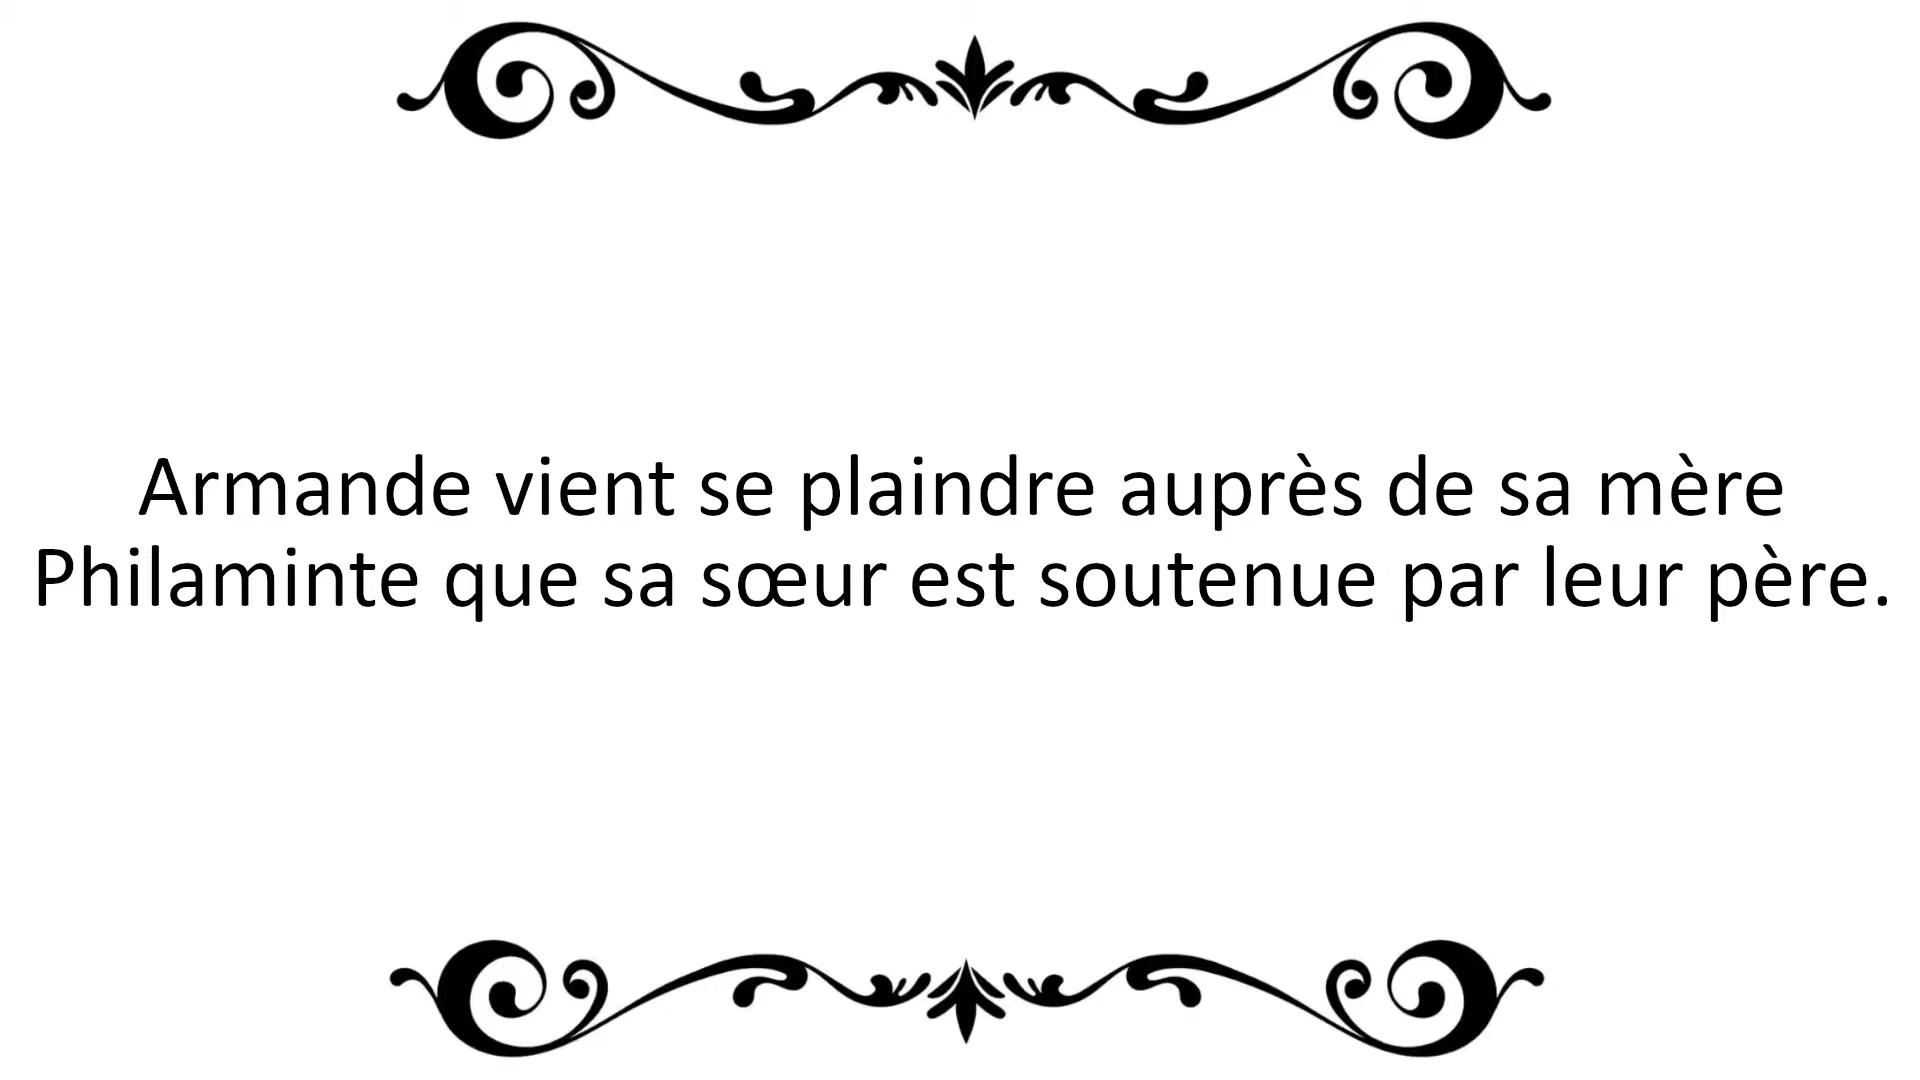 Armande vient se plaindre auprès de sa mère
Philaminte que sa sœur est soutenue par leur père.